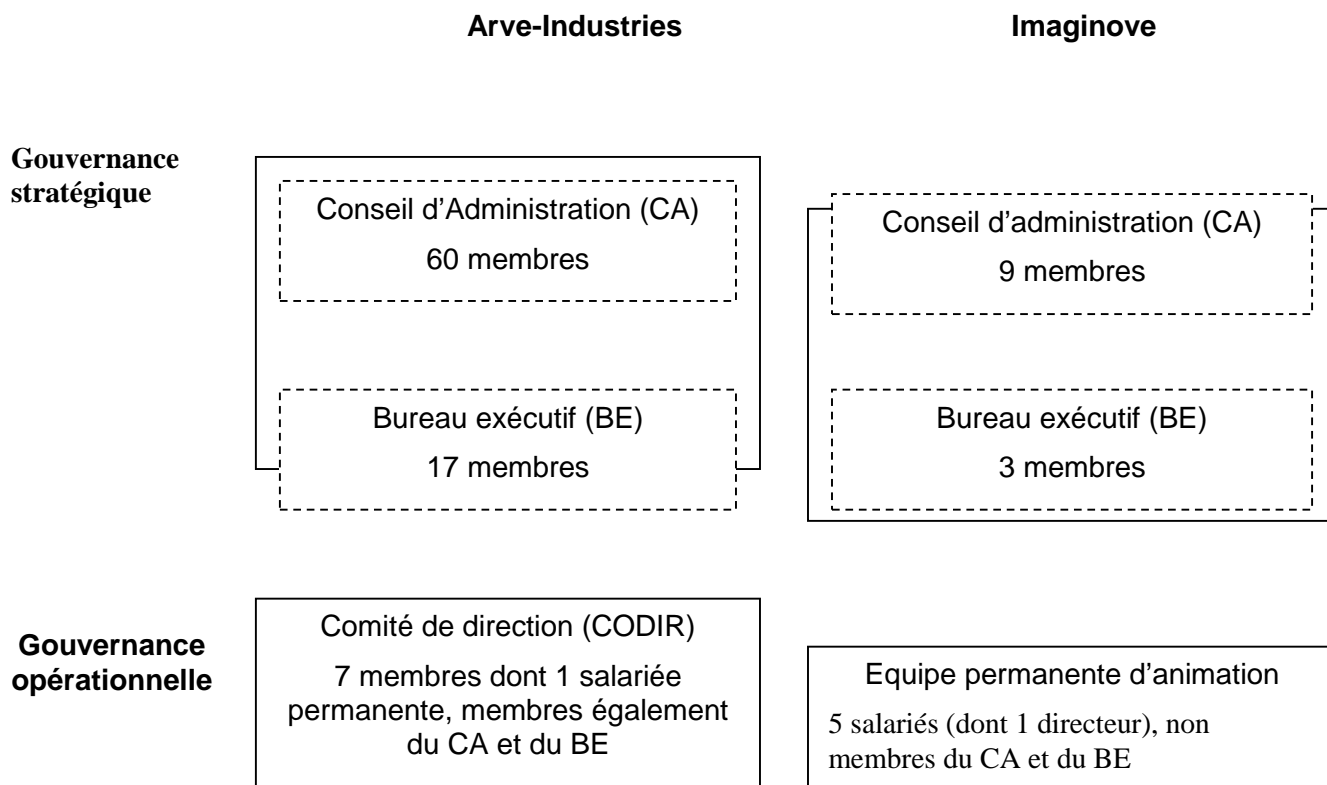 Arve-Industries
Imaginove
Gouvernance
stratégique
Conseil d’Administration (CA)
60 membres
Bureau exécutif (BE)
17 membres
Conseil d’administration (CA)
9 membres
Bureau exécutif (BE)
3 membres
Gouvernance
opérationnelle
Comité de direction (CODIR)
7 membres dont 1 salariée
permanente, membres également
du CA et du BE
Equipe permanente d’animation
5 salariés (dont 1 directeur), non
membres du CA et du BE